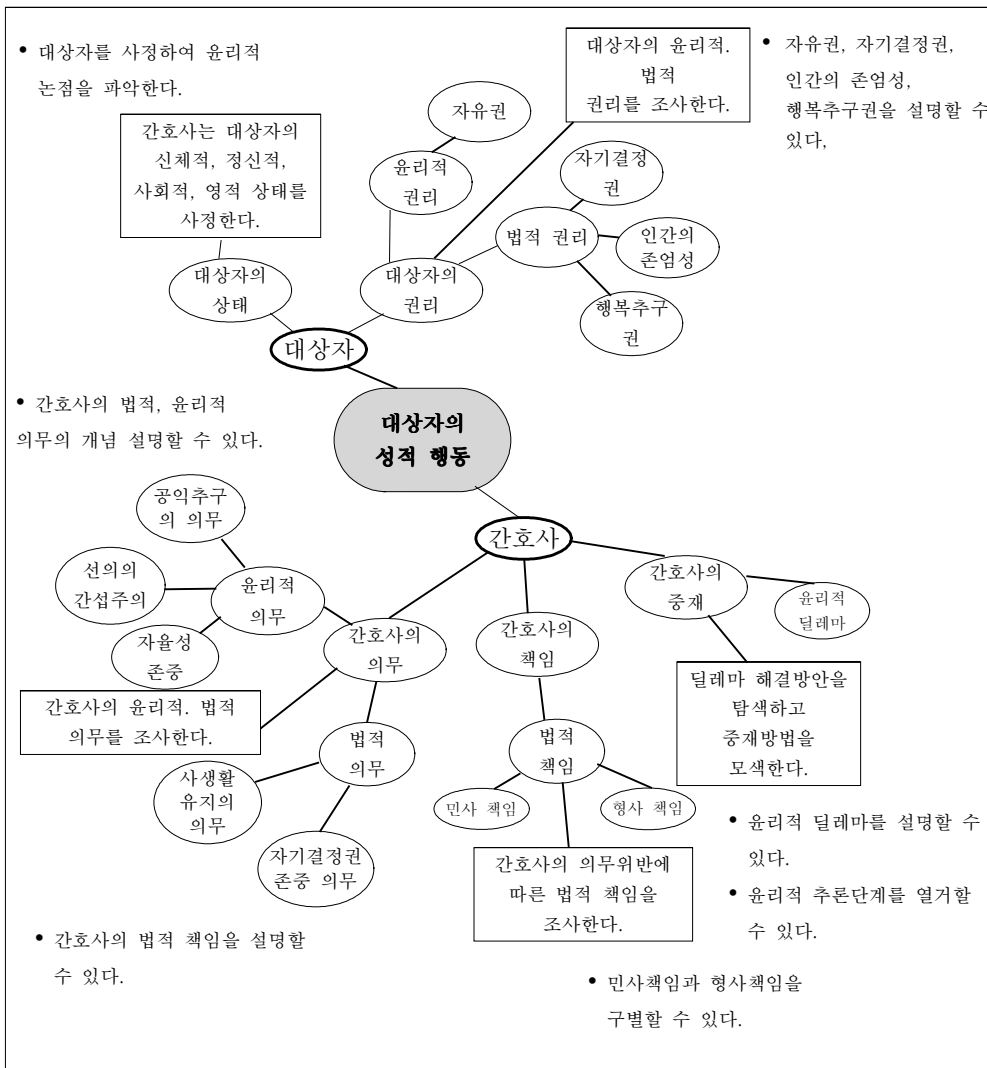 • 대상자를 사정하여 윤리적
논점을 파악한다.
대상자의 윤리적.
법적
권리를 조사한다.
• 자유권, 자기결정권,
인간의 존엄성,
행복추구권을 설명할 수
있다,
간호사는 대상자의
신체적, 정신적,
사회적, 영적 상태를
사정한다.
자유권
윤리적
권리
자기결정
권
법적 권리
인간의
존엄성
행복추구
권
대상자의
상태
대상자의
권리
대상자
• 간호사의 법적, 윤리적
의무의 개념 설명할 수 있다.
대상자의
성적 행동
간호사
공익추구
의 의무
선의의
간섭주의
윤리적
의무
자율성
존중
간호사의
의무
간호사의 윤리적. 법적
의무를 조사한다.
법적
의무
사생활
유지의
의무
자기결정권
존중 의무
간호사의
책임
법적
책임
민사 책임
형사 책임
간호사의 의무위반에
따른 법적 책임을
조사한다.
간호사의
중재
윤리적
딜레마
딜레마 해결방안을
탐색하고
중재방법을
모색한다.
• 윤리적 딜레마를 설명할 수
있다.
• 윤리적 추론단계를 열거할
수 있다.
• 간호사의 법적 책임을 설명할
수 있다.
• 민사책임과 형사책임을
구별할 수 있다.